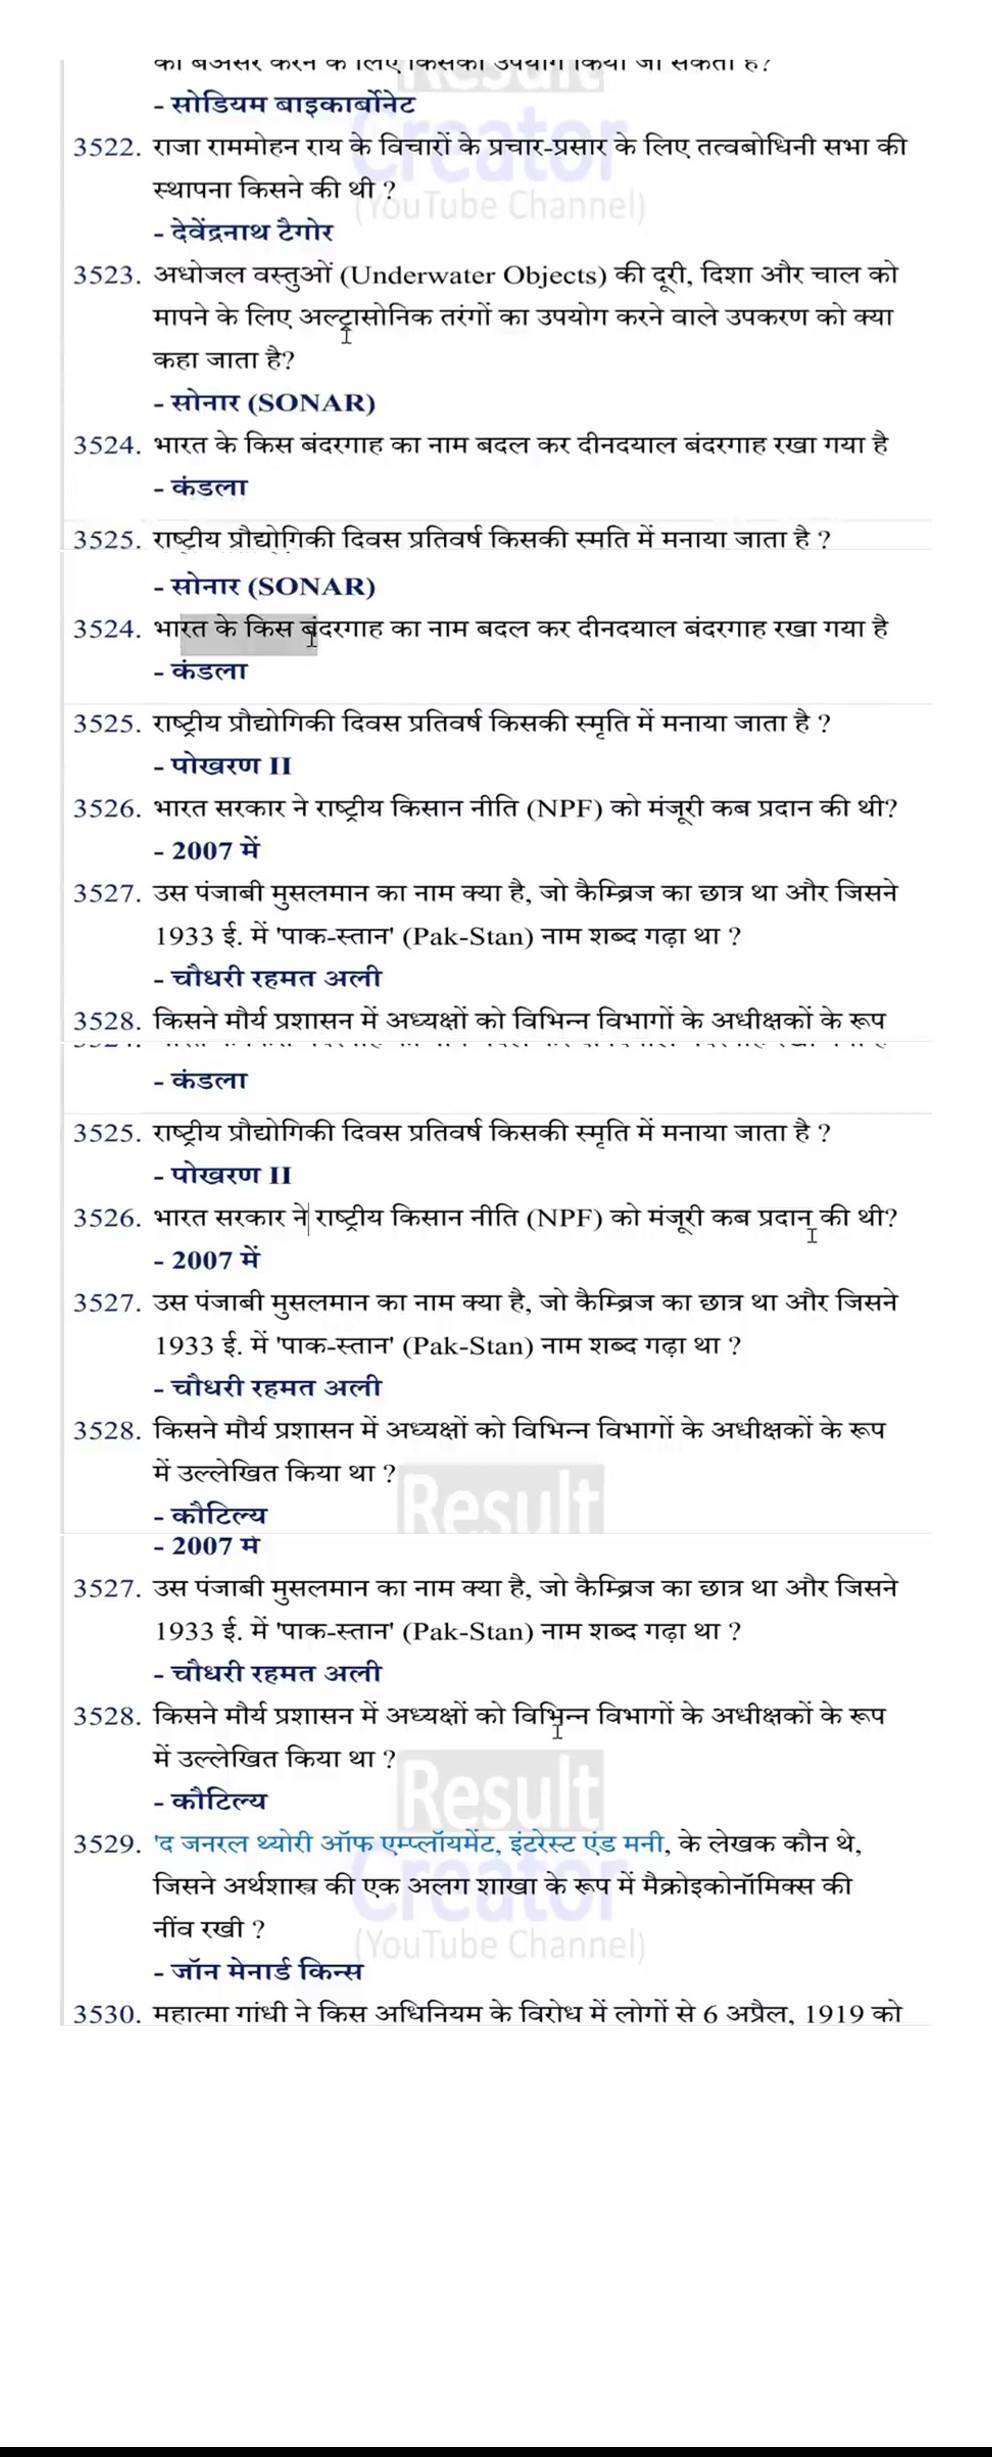 को बेअसर करने के लिए किसका उपयोग किया जा सकता है?
- सोडियम बाइकार्बोनेट
3522. राजा राममोहन राय के विचारों के प्रचार-प्रसार के लिए तत्वबोधिनी सभा की
स्थापना किसने की थी ?
- देवेंद्रनाथ टैगोर
3523. अधोजल वस्तुओं (Underwater Objects) की दूरी, दिशा और चाल को
मापने के लिए अल्ट्रासोनिक तरंगों का उपयोग करने वाले उपकरण को क्या
कहा जाता है?
- सोनार (SONAR)
3524. भारत के किस बंदरगाह का नाम बदल कर दीनदयाल बंदरगाह रखा गया है
- कंडला
3525. राष्ट्रीय प्रौद्योगिकी दिवस प्रतिवर्ष किसकी स्मृति में मनाया जाता है ?
- सोनार (SONAR)
3524. भारत के किस बंदरगाह का नाम बदल कर दीनदयाल बंदरगाह रखा गया है
- कंडला
3525. राष्ट्रीय प्रौद्योगिकी दिवस प्रतिवर्ष किसकी स्मृति में मनाया जाता है ?
- पोखरण II
3526. भारत सरकार ने राष्ट्रीय किसान नीति (NPF) को मंजूरी कब प्रदान की थी?
- 2007 में
3527. उस पंजाबी मुसलमान का नाम क्या है, जो कैम्ब्रिज का छात्र था और जिसने
1933 ई. में 'पाक-स्तान' (Pak-Stan) नाम शब्द गढ़ा था ?
- चौधरी रहमत अली
3528. किसने मौर्य प्रशासन में अध्यक्षों को विभिन्न विभागों के अधीक्षकों के रूप
- कंडला
3525. राष्ट्रीय प्रौद्योगिकी दिवस प्रतिवर्ष किसकी स्मृति में मनाया जाता है ?
- पोखरण II
3526. भारत सरकार ने राष्ट्रीय किसान नीति (NPF) को मंजूरी कब प्रदान की थी?
- 2007 में
3527. उस पंजाबी मुसलमान का नाम क्या है, जो कैम्ब्रिज का छात्र था और जिसने
1933 ई. में 'पाक-स्तान' (Pak-Stan) नाम शब्द गढ़ा था ?
- चौधरी रहमत अली
3528. किसने मौर्य प्रशासन में अध्यक्षों को विभिन्न विभागों के अधीक्षकों के रूप
में उल्लेखित किया था ?
- कौटिल्य
Result
- 2007 में
3527. उस पंजाबी मुसलमान का नाम क्या है, जो कैम्ब्रिज का छात्र था और जिसने
1933 ई. में 'पाक-स्तान' (Pak-Stan) नाम शब्द गढ़ा था ?
- चौधरी रहमत अली
3528. किसने मौर्य प्रशासन में अध्यक्षों को विभिन्न विभागों के अधीक्षकों के रूप
में उल्लेखित किया था ?
- कौटिल्य
Result
Creator
(YouTube Channel)
3529. 'द जनरल थ्योरी ऑफ एम्प्लॉयमेंट, इंटरेस्ट एंड मनी, के लेखक कौन थे,
जिसने अर्थशास्त्र की एक अलग शाखा के रूप में मैक्रोइकोनॉमिक्स की
नींव रखी ?
- जॉन मेनार्ड किन्स
3530. महात्मा गांधी ने किस अधिनियम के विरोध में लोगों से 6 अप्रैल, 1919 को